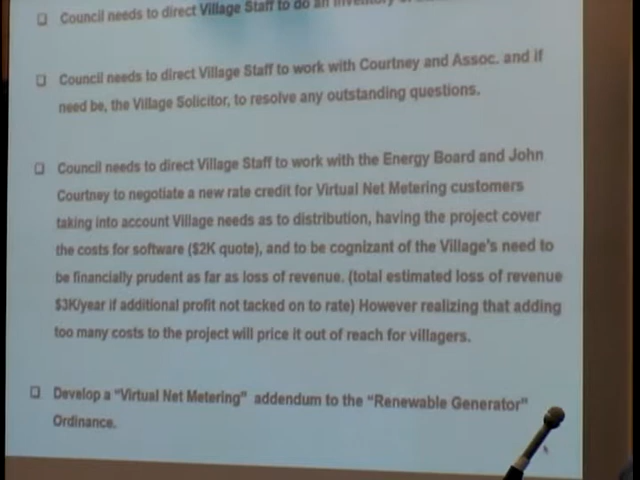 ❑ Council needs to direct Village Staff to do an inventory
❑ Council needs to direct Village Staff to work with Courtney and Assoc. and if
need be, the Village Solicitor, to resolve any outstanding questions.
❑ Council needs to direct Village Staff to work with the Energy Board and John
Courtney to negotiate a new rate credit for Virtual Net Metering customers
taking into account Village needs as to distribution, having the project cover
the costs for software ($2K quote), and to be cognizant of the Village's need to
be financially prudent as far as loss of revenue. (total estimated loss of revenue
$3K/year if additional profit not tacked on to rate) However realizing that adding
too many costs to the project will price it out of reach for villagers.
❑ Develop a "Virtual Net Metering" addendum to the "Renewable Generator"
Ordinance.